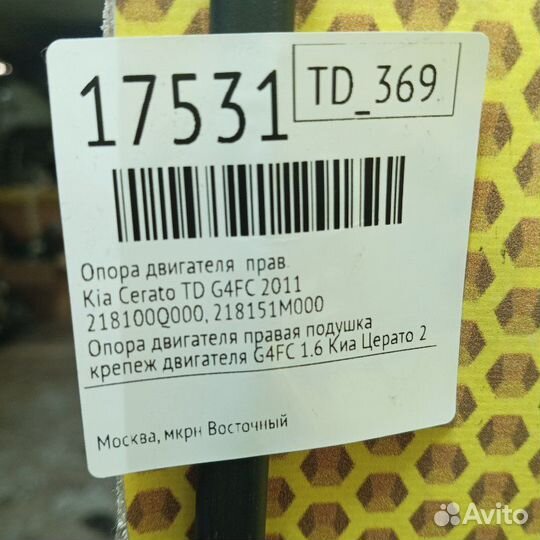 17531
TD_369
Опора двигателя прав.
Kia Cerato TD G4FC 2011
218100Q000, 218151M000
Опора двигателя правая подушка
крепеж двигателя G4FC 1.6 Киа Церато 2
Москва, мкрн Восточный
Avito